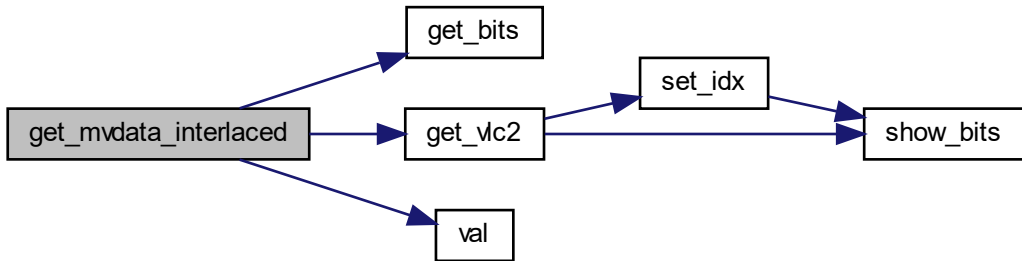 get_bits
set_idx
get_mvdata_interlaced
get_vlc2
show_bits
val